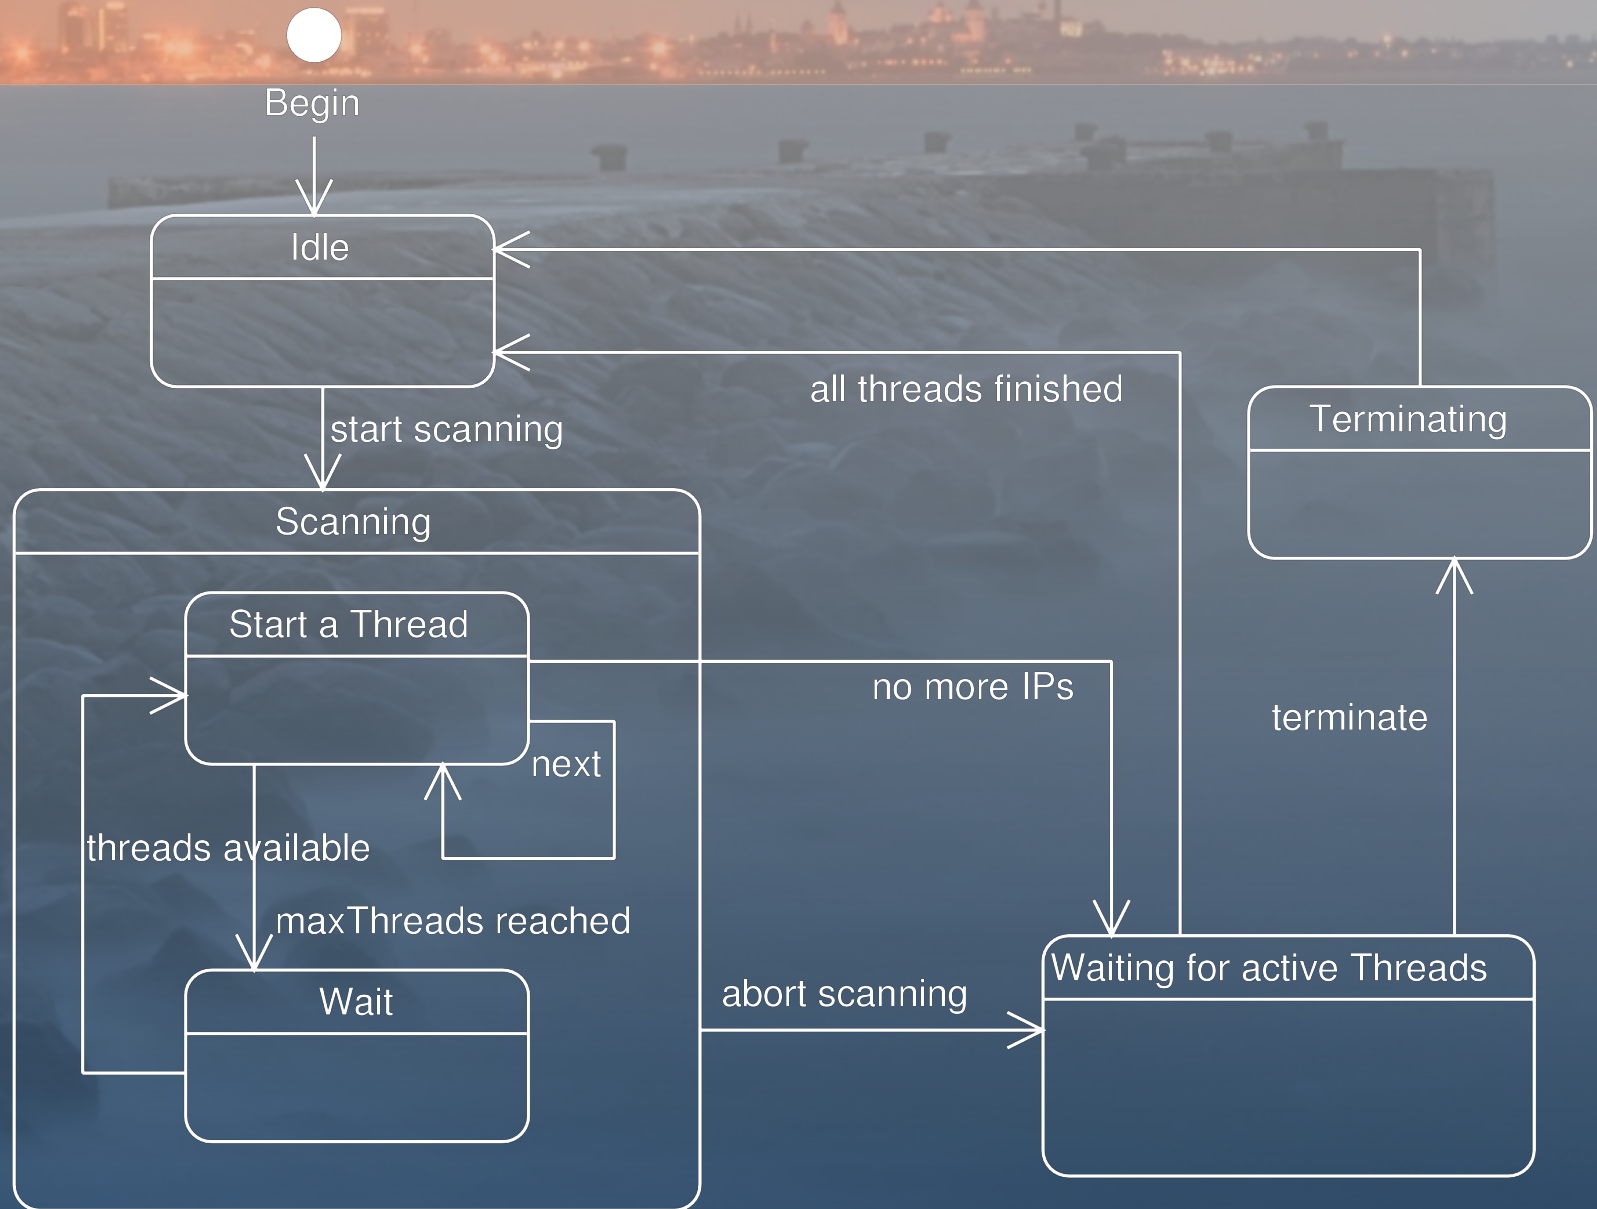 Begin
Idle
all threads finished
Terminating
start scanning
Scanning
Start a Thread
no more IPs
terminate
next
threads available
maxThreads reached
Waiting for active Threads
abort scanning
Wait